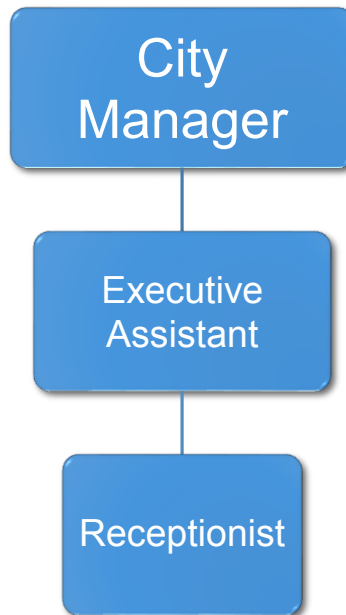 City
Manager
Executive
Assistant
Receptionist